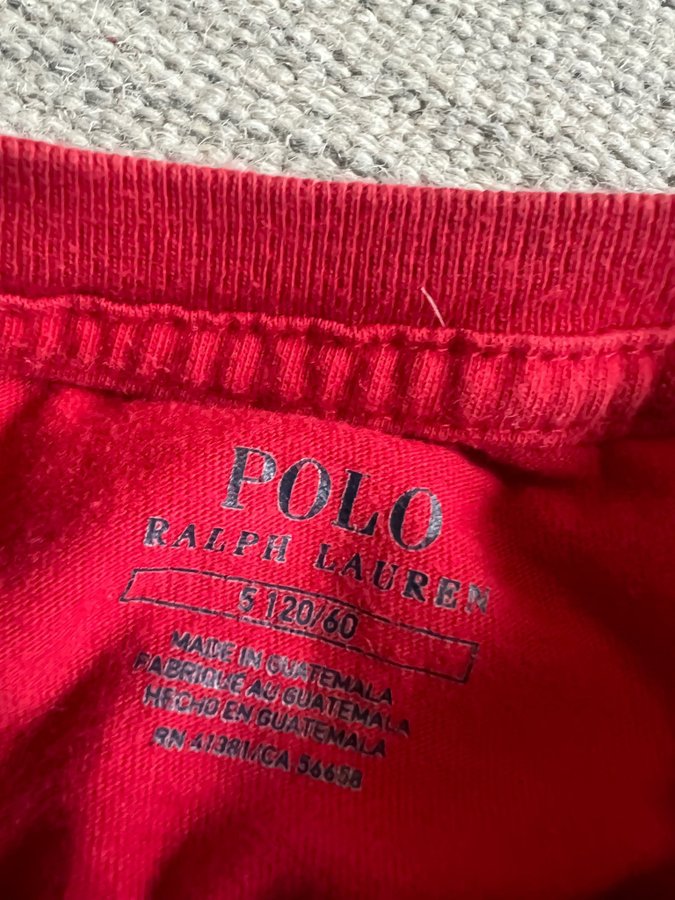 POLO
RALPH LAUREN
5 120/60
MADE IN GUATEMALA
FABRIQUÉ AU GUATEMALA
HECHO EN GUATEMALA
RN 41381/CA 56658